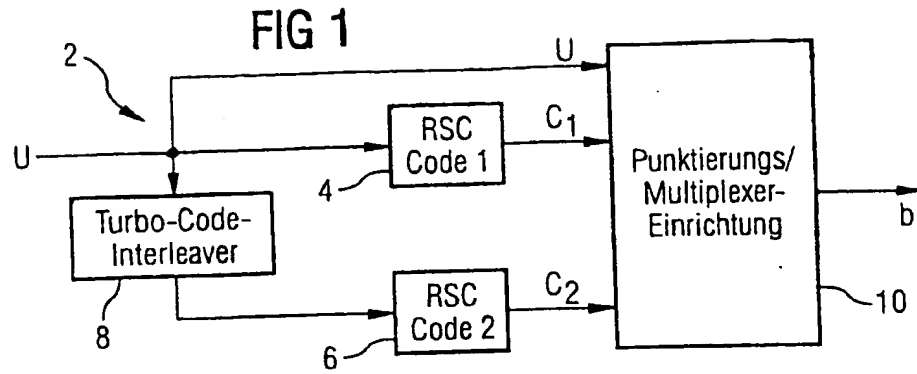 FIG 1
2
U
U
RSC
Code 1
4
C1
Punktierungs/
Multiplexer-
Einrichtung
b
10
Turbo-Code-
Interleaver
8
RSC
Code 2
6
C2